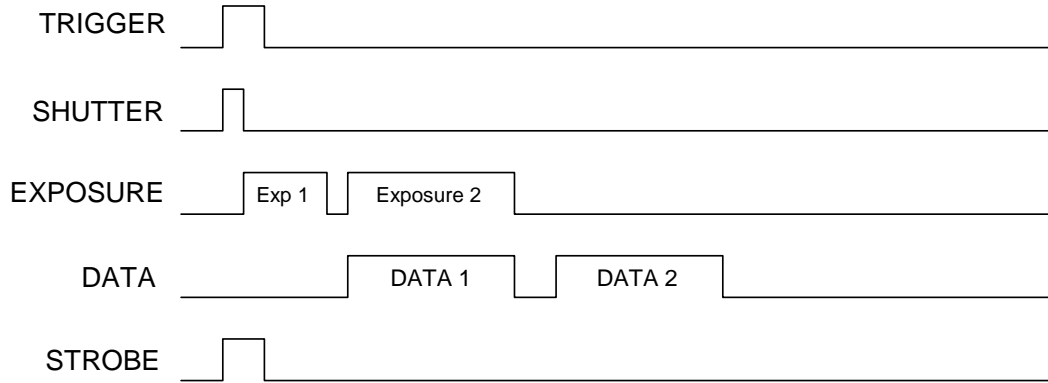 TRIGGER
SHUTTER
EXPOSURE Exp 1 Exposure 2
DATA DATA 1 DATA 2
STROBE